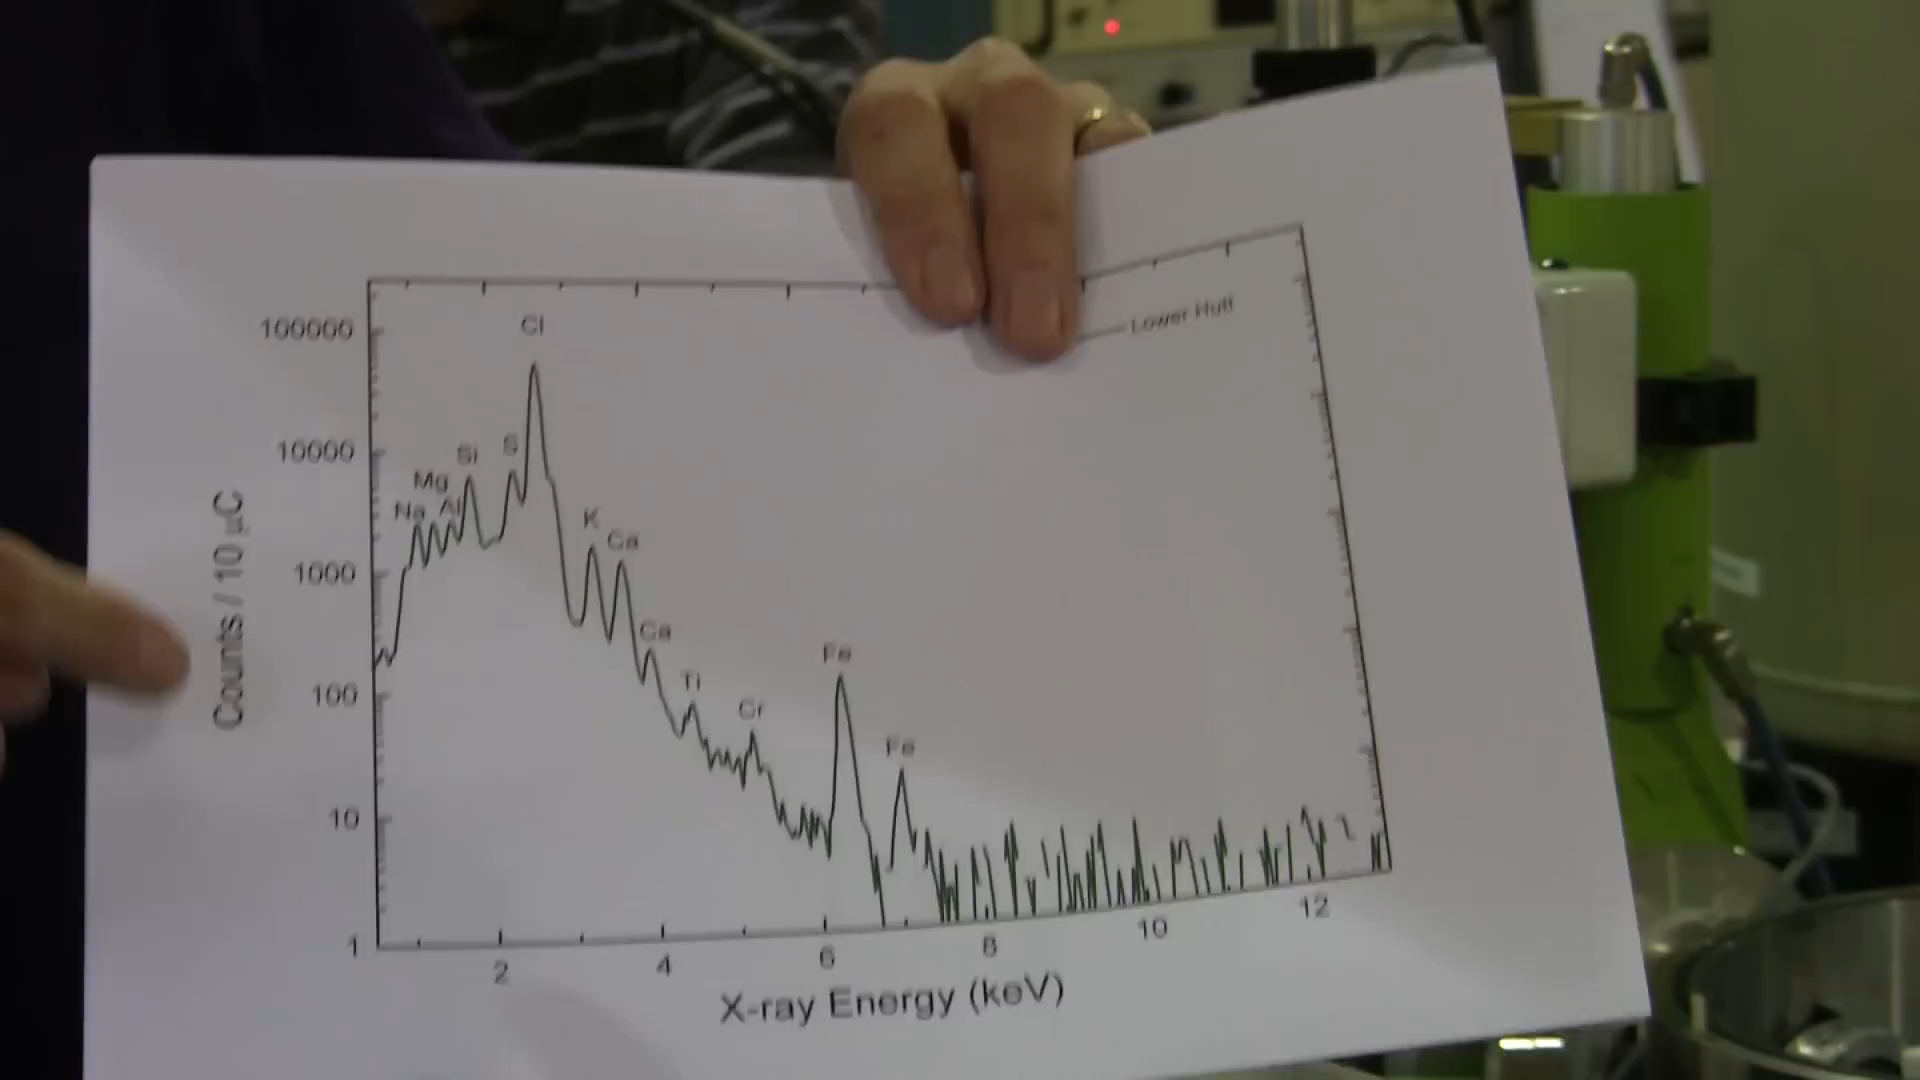 Lower Hutt
100000
Cl
10000
Si
S
Mg
Na
Al
K
Ca
1000
Ca
Fe
Ti
100
Cr
Fe
10
1
2
4
6
8
10
12
Counts / 10 µC
X-ray Energy (keV)